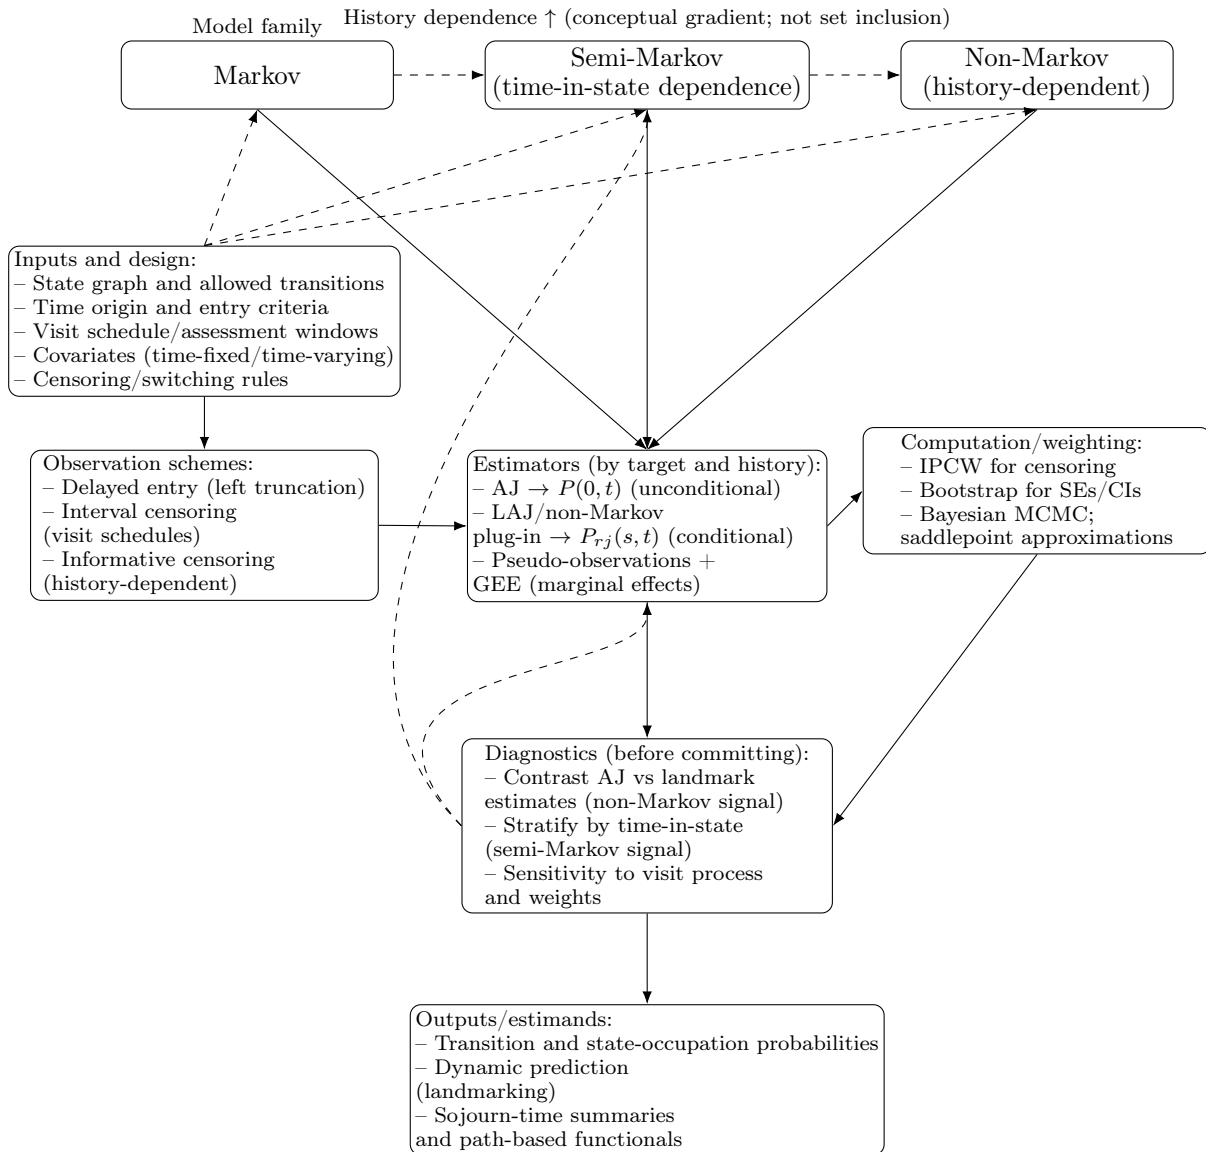 Model family
History dependence ↑ (conceptual gradient; not set inclusion)
Markov
Semi-Markov
(time-in-state dependence)
Non-Markov
(history-dependent)
Inputs and design:
– State graph and allowed transitions
– Time origin and entry criteria
– Visit schedule/assessment windows
– Covariates (time-fixed/time-varying)
– Censoring/switching rules
Observation schemes:
– Delayed entry (left truncation)
– Interval censoring
(visit schedules)
– Informative censoring
(history-dependent)
Estimators (by target and history):
– AJ → P(0, t) (unconditional)
– LAJ/non-Markov
plug-in → P_{rj}(s, t) (conditional)
– Pseudo-observations +
GEE (marginal effects)
Computation/weighting:
– IPCW for censoring
– Bootstrap for SEs/CIs
– Bayesian MCMC;
saddlepoint approximations
Diagnostics (before committing):
– Contrast AJ vs landmark
estimates (non-Markov signal)
– Stratify by time-in-state
(semi-Markov signal)
– Sensitivity to visit process
and weights
Outputs/estimands:
– Transition and state-occupation probabilities
– Dynamic prediction
(landmarking)
– Sojourn-time summaries
and path-based functionals